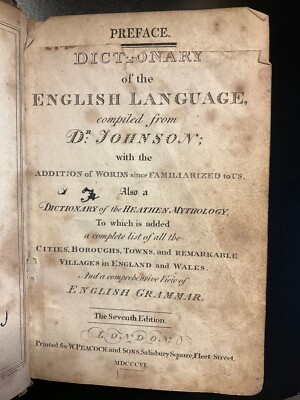 PREFACE.
DICTIONARY
of the
ENGLISH LANGUAGE,
compiled from
DR. JOHNSON;
with the
ADDITION of WORDS since FAMILIARIZED to US.
Also a
DICTIONARY of the HEATHEN MYTHOLOGY,
To which is added
a complete list of all the
CITIES, BOROUGHS, TOWNS, and REMARKABLE
VILLAGES in ENGLAND and WALES
And a comprehensive View of
ENGLISH GRAMMAR.
The Seventh Edition.
LONDON:
Printed for W. PEACOCK and SONS, Salisbury Square, Fleet-Street.
MDCCCVI.